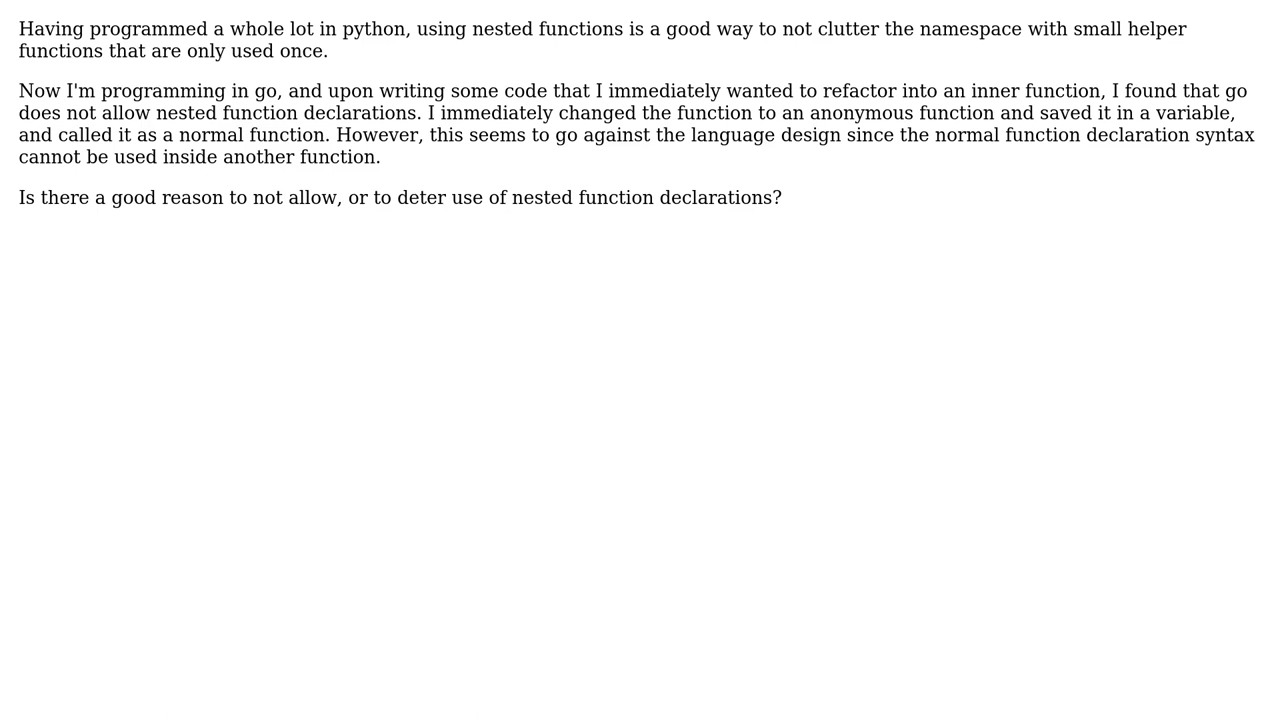 Having programmed a whole lot in python, using nested functions is a good way to not clutter the namespace with small helper
functions that are only used once.
Now I'm programming in go, and upon writing some code that I immediately wanted to refactor into an inner function, I found that go
does not allow nested function declarations. I immediately changed the function to an anonymous function and saved it in a variable,
and called it as a normal function. However, this seems to go against the language design since the normal function declaration syntax
cannot be used inside another function.
Is there a good reason to not allow, or to deter use of nested function declarations?